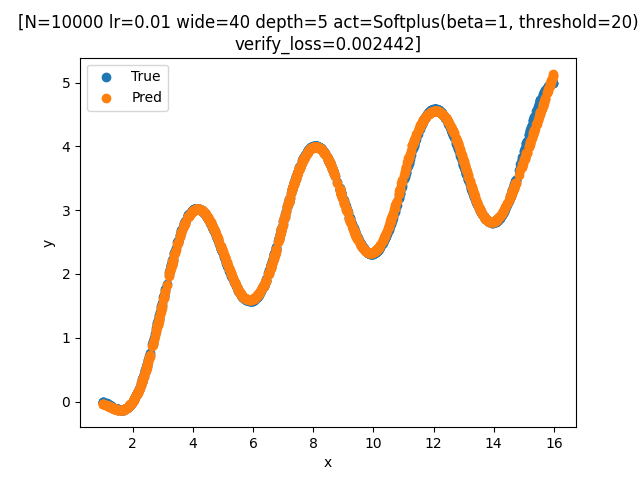 [N=10000 lr=0.01 wide=40 depth=5 act=Softplus(beta=1, threshold=20)
verify_loss=0.002442]
True
Pred
5
4
3
2
1
0
y
2 4 6 8 10 12 14 16
x